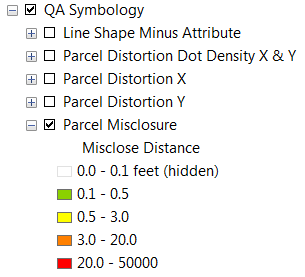 QA Symbology
Line Shape Minus Attribute
Parcel Distortion Dot Density X & Y
Parcel Distortion X
Parcel Distortion Y
Parcel Misclosure
Misclose Distance
0.0 - 0.1 feet (hidden)
0.1 - 0.5
0.5 - 3.0
3.0 - 20.0
20.0 - 50000